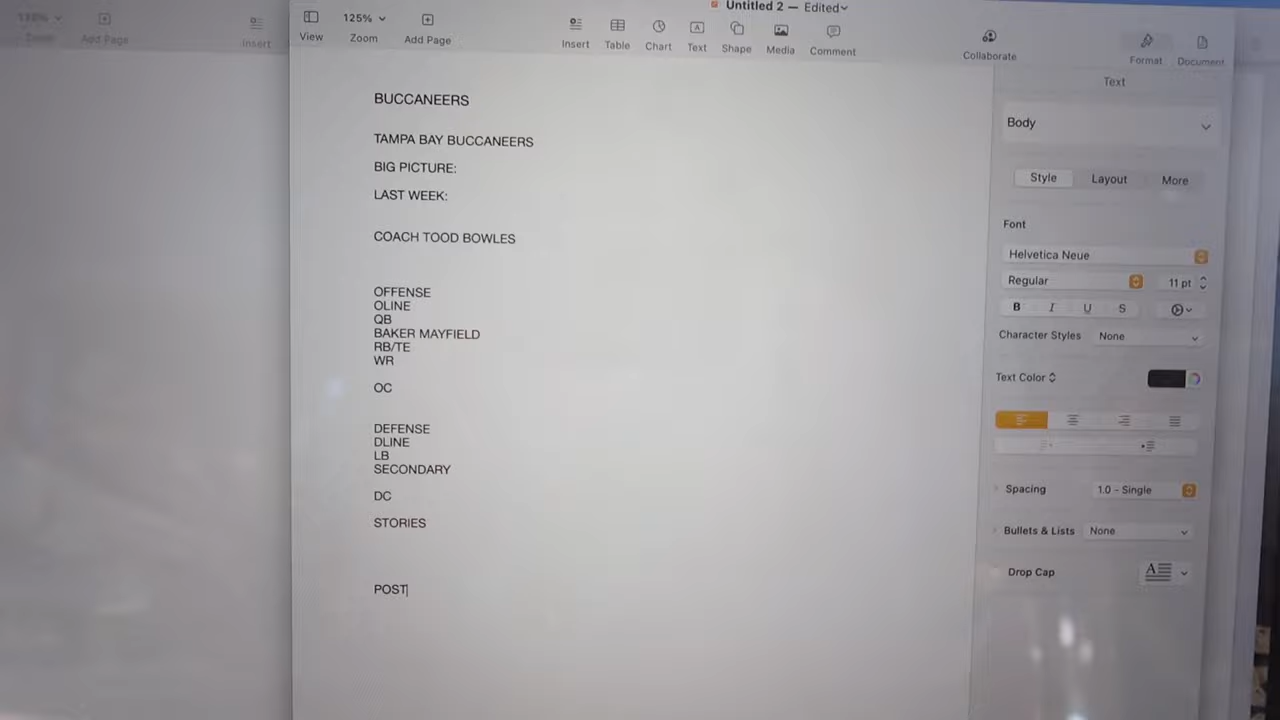 Untitled 2 — Edited
125%
View
Zoom
Add Page
Insert
Table
Chart
Text
Shape
Media
Comment
Collaborate
Format
Document
Add Page
Insert
BUCCANEERS
TAMPA BAY BUCCANEERS
BIG PICTURE:
LAST WEEK:
COACH TOOD BOWLES
OFFENSE
OLINE
QB
BAKER MAYFIELD
RB/TE
WR
OC
DEFENSE
DLINE
LB
SECONDARY
DC
STORIES
POST
Text
Body
Style Layout More
Font
Helvetica Neue
Regular 11 pt
B I U S
Character Styles None
Text Color
Spacing 1.0 - Single
Bullets & Lists None
Drop Cap A